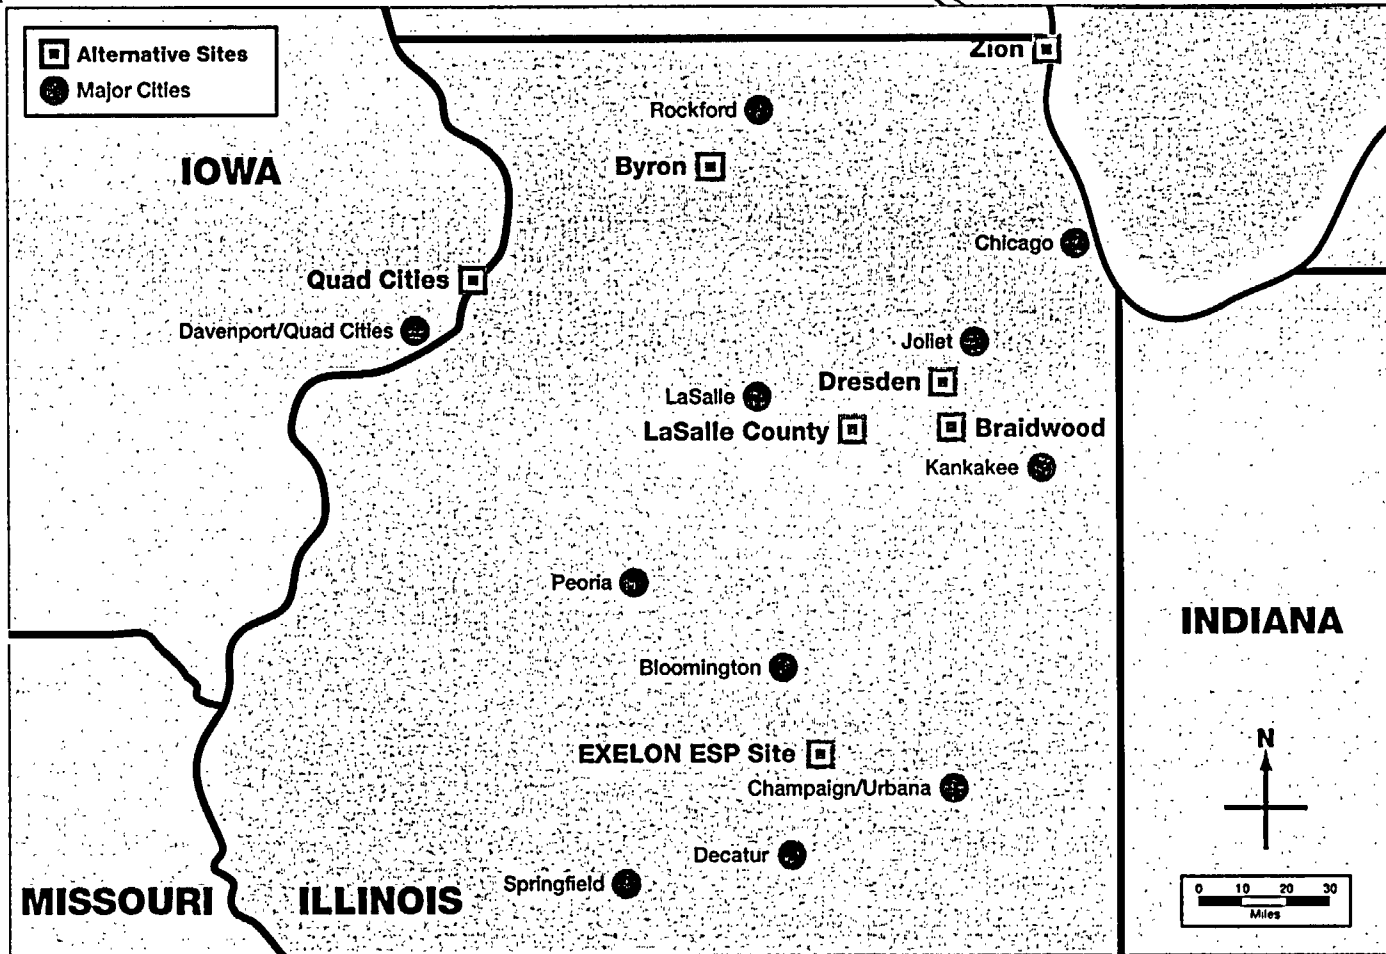 Alternative Sites
Major Cities
Zion
Rockford
IOWA
Byron
Chicago
Quad Cities
Davenport/Quad Cities
Joliet
Dresden
LaSalle
LaSalle County
Braidwood
Kankakee
Peoria
INDIANA
Bloomington
N
EXELON ESP Site
Champaign/Urbana
Decatur
Springfield
MISSOURI
ILLINOIS
0 10 20 30
Miles